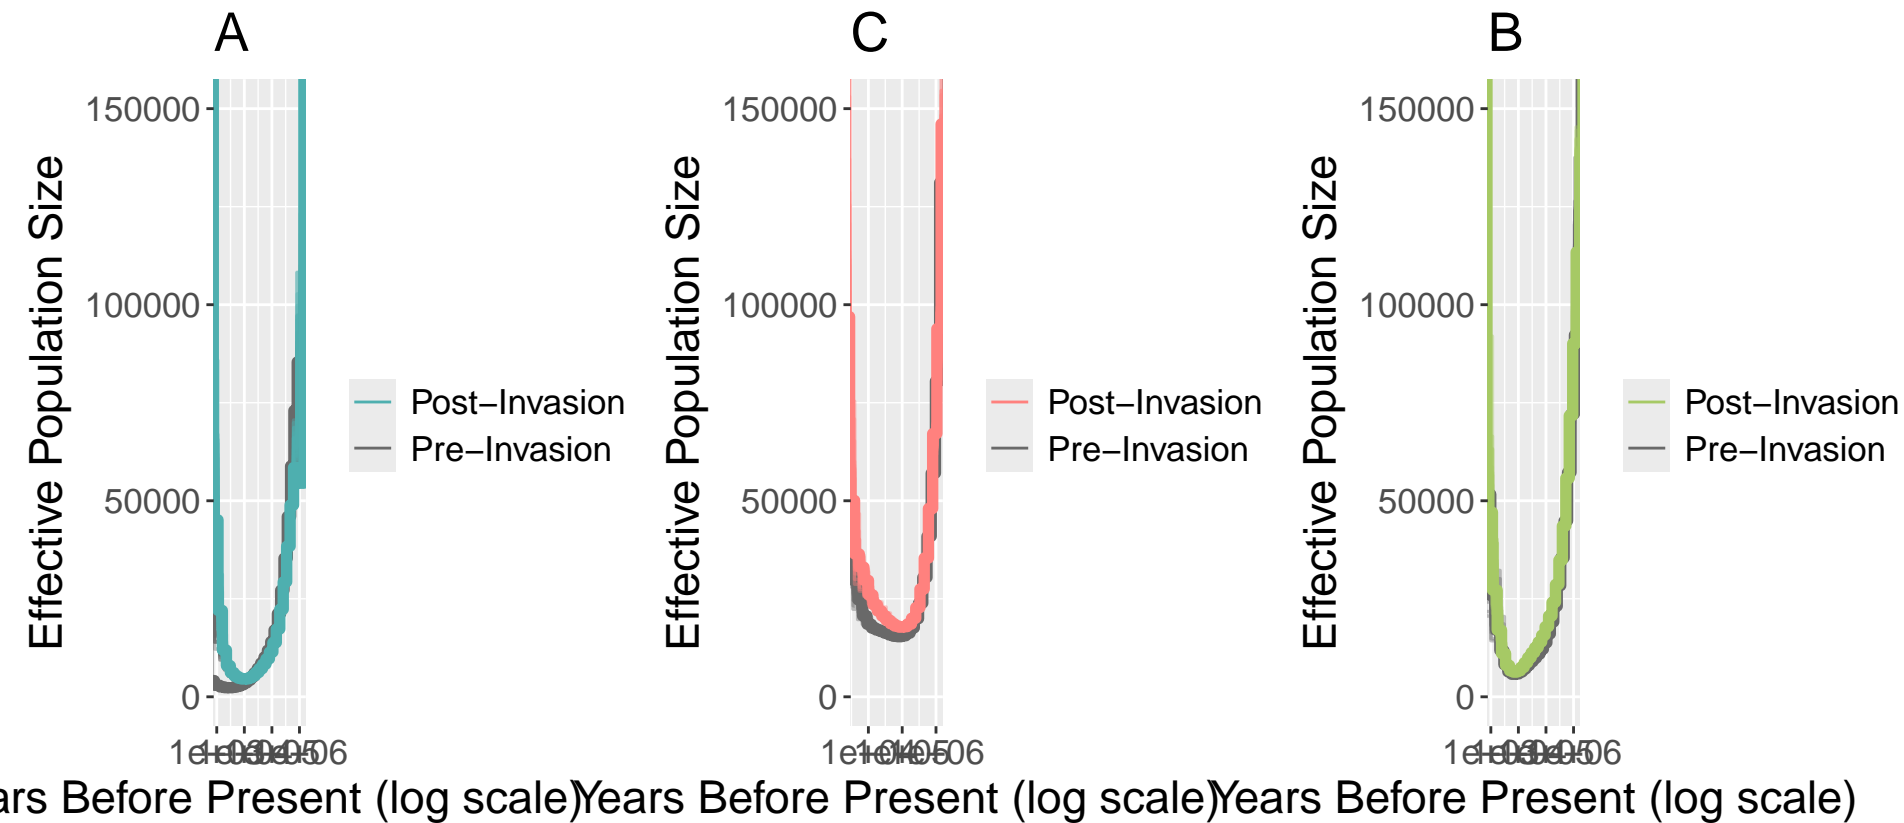 A
150000
100000
50000
0
Effective Population Size
Post−Invasion
Pre−Invasion
ars Before Present (log scale)
C
150000
100000
50000
0
Effective Population Size
Post−Invasion
Pre−Invasion
Years Before Present (log scale)
B
150000
100000
50000
0
Effective Population Size
Post−Invasion
Pre−Invasion
Years Before Present (log scale)